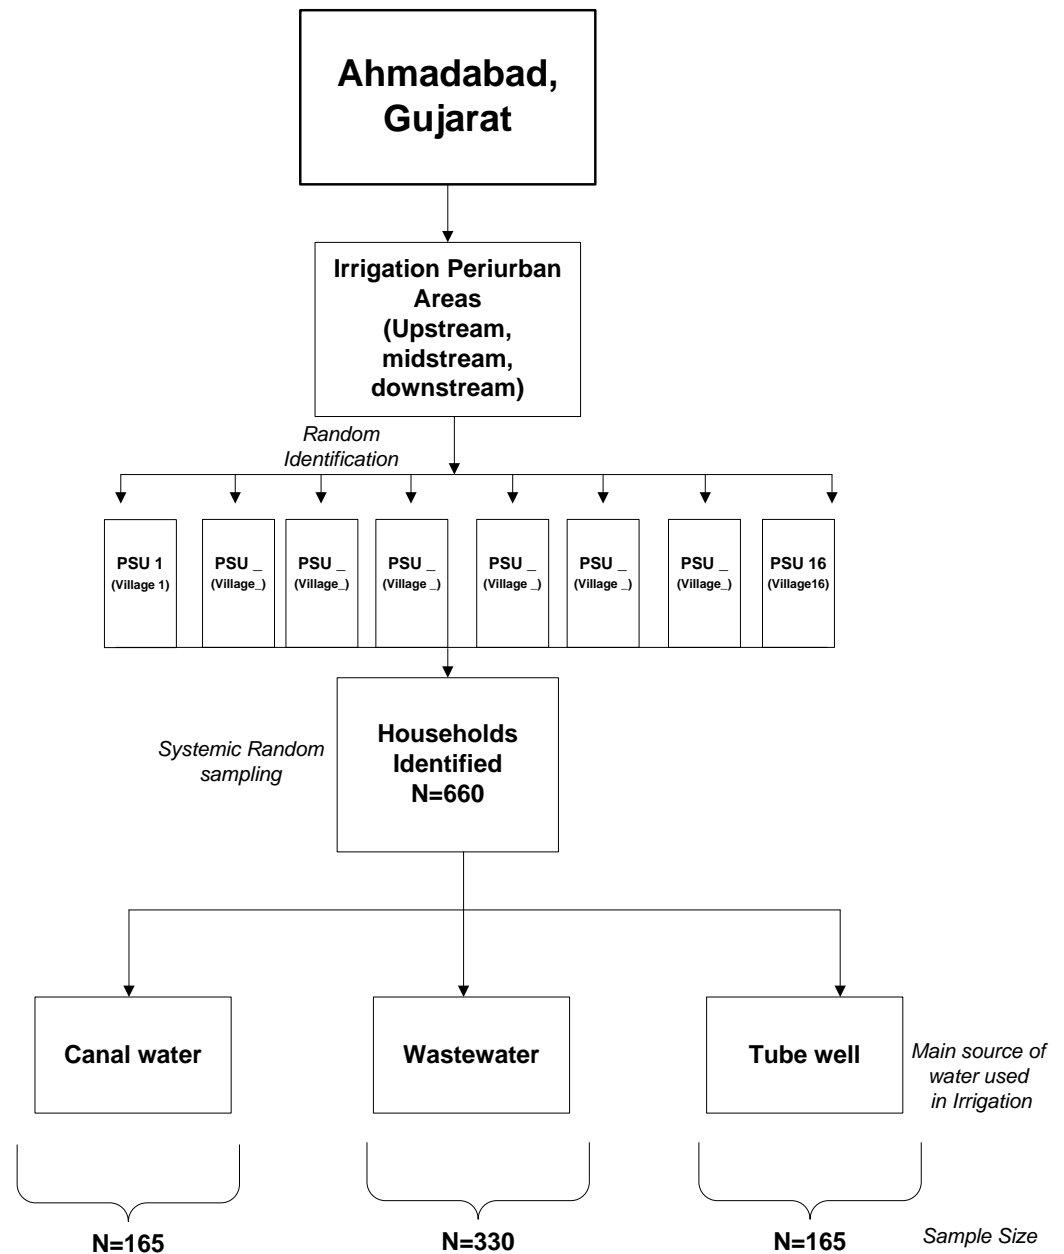 Ahmadabad,
Gujarat
Irrigation Periurban
Areas
(Upstream,
midstream,
downstream)
Random
Identification
PSU 1
(Village 1)
PSU _
(Village_)
PSU _
(Village_)
PSU _
(Village _)
PSU _
(Village _)
PSU _
(Village _)
PSU _
(Village_)
PSU 16
(Village16)
Systemic Random
sampling
Households
Identified
N=660
Canal water
Wastewater
Tube well
Main source of
water used
in Irrigation
N=165
N=330
N=165
Sample Size